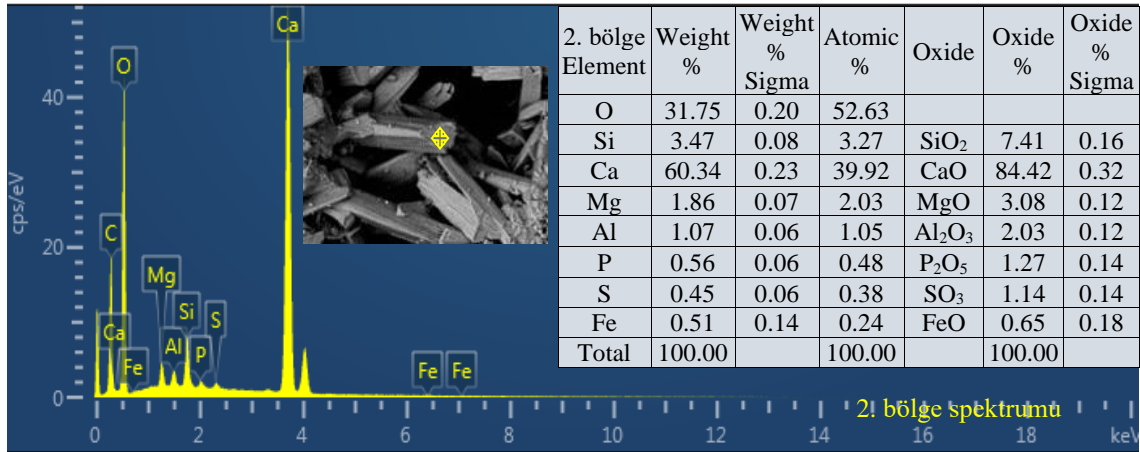 2. bölge Element Weight % Weight % Sigma Atomic % Oxide Oxide % Oxide % Sigma
O 31.75 0.20 52.63
Si 3.47 0.08 3.27 SiO₂ 7.41 0.16
Ca 60.34 0.23 39.92 CaO 84.42 0.32
Mg 1.86 0.07 2.03 MgO 3.08 0.12
Al 1.07 0.06 1.05 Al₂O₃ 2.03 0.12
P 0.56 0.06 0.48 P₂O₅ 1.27 0.14
S 0.45 0.06 0.38 SO₃ 1.14 0.14
Fe 0.51 0.14 0.24 FeO 0.65 0.18
Total 100.00 100.00 100.00
Ca
O
C
Mg
Si
S
Ca
Al
P
Fe
Fe
Fe
cps/eV
40
20
0
2. bölge spektrumu
0 2 4 6 8 10 12 14 16 18 keV